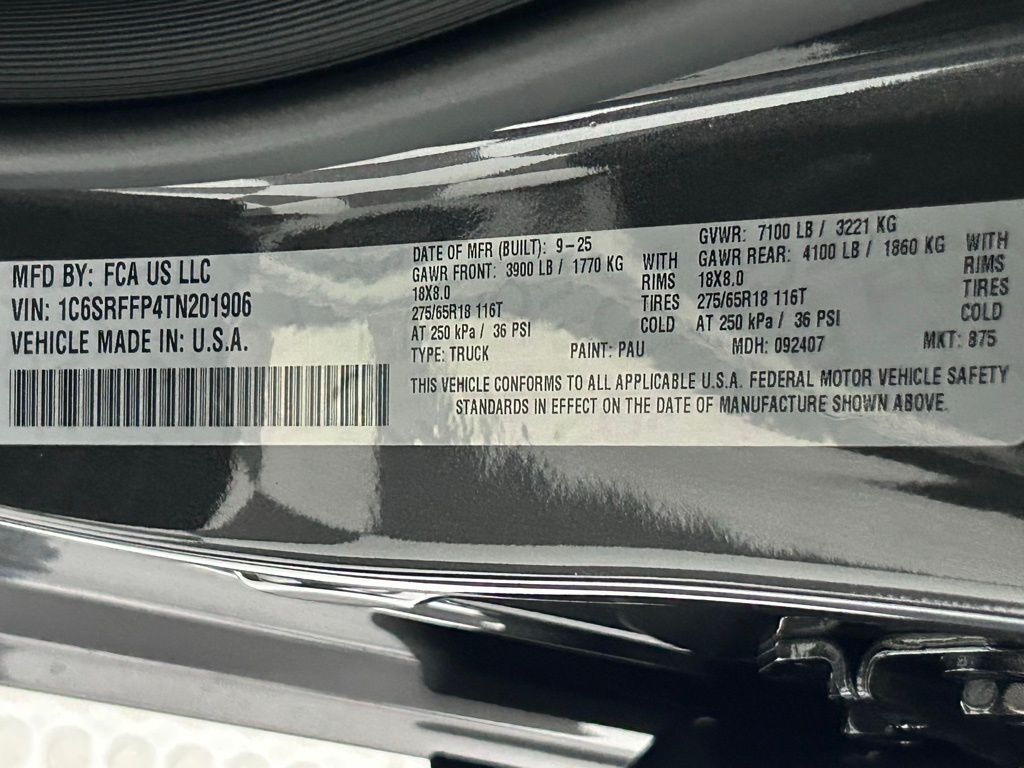 MFD BY: FCA US LLC
VIN: 1C6SRFFP4TN201906
VEHICLE MADE IN: U.S.A.
DATE OF MFR (BUILT): 9-25
GAWR FRONT: 3900 LB / 1770 KG WITH
18X8.0 RIMS
275/65R18 116T TIRES
AT 250 kPa / 36 PSI COLD
GVWR: 7100 LB / 3221 KG
GAWR REAR: 4100 LB / 1860 KG WITH
18X8.0 RIMS
275/65R18 116T TIRES
AT 250 kPa / 36 PSI COLD
TYPE: TRUCK PAINT: PAU MDH: 092407 MKT: 875
THIS VEHICLE CONFORMS TO ALL APPLICABLE U.S.A. FEDERAL MOTOR VEHICLE SAFETY
STANDARDS IN EFFECT ON THE DATE OF MANUFACTURE SHOWN ABOVE.